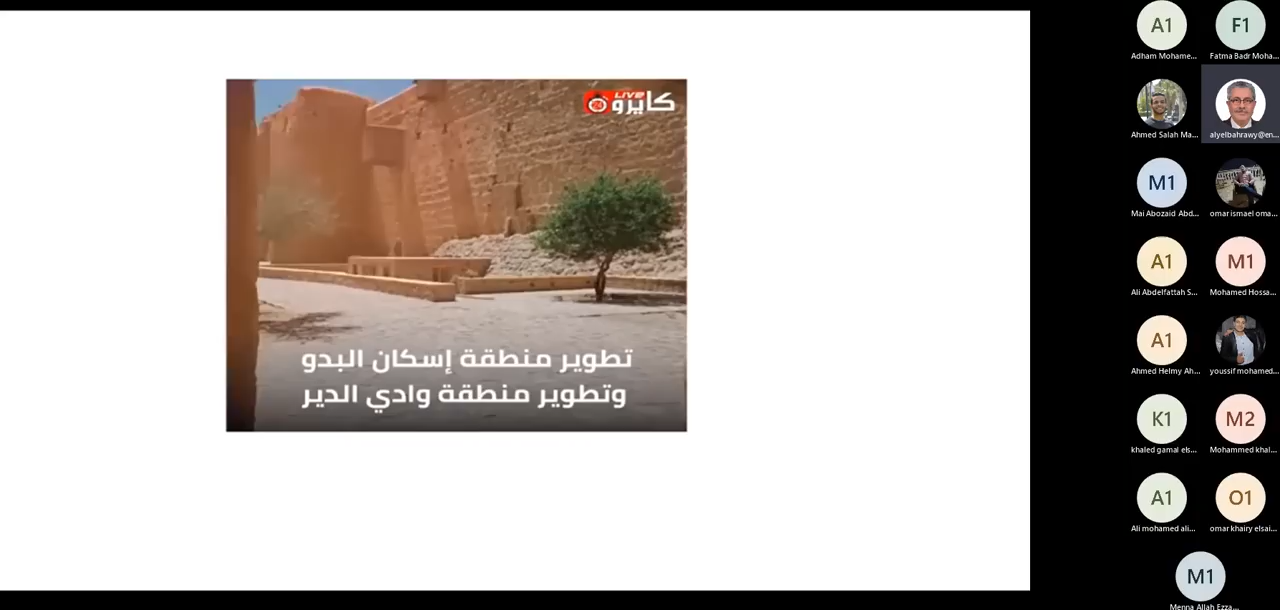 كايرو
LIVE
24
تطوير منطقة إسكان البدو
وتطوير منطقة وادي الدير
A1
F1
Adham Mohame...
Fatma Badr Moha...
Ahmed Salah Ma...
alyelbahrawy@en...
M1
Mai Abozaid Abd...
omar ismael oma...
A1
M1
Ali Abdelfattah S...
Mohamed Hossa...
A1
Ahmed Helmy Ah...
youssif mohamed...
K1
M2
khaled gamal els...
Mohammed khal...
A1
O1
Ali mohamed ali...
omar khairy elsai...
M1
Menna Allah Ezza...